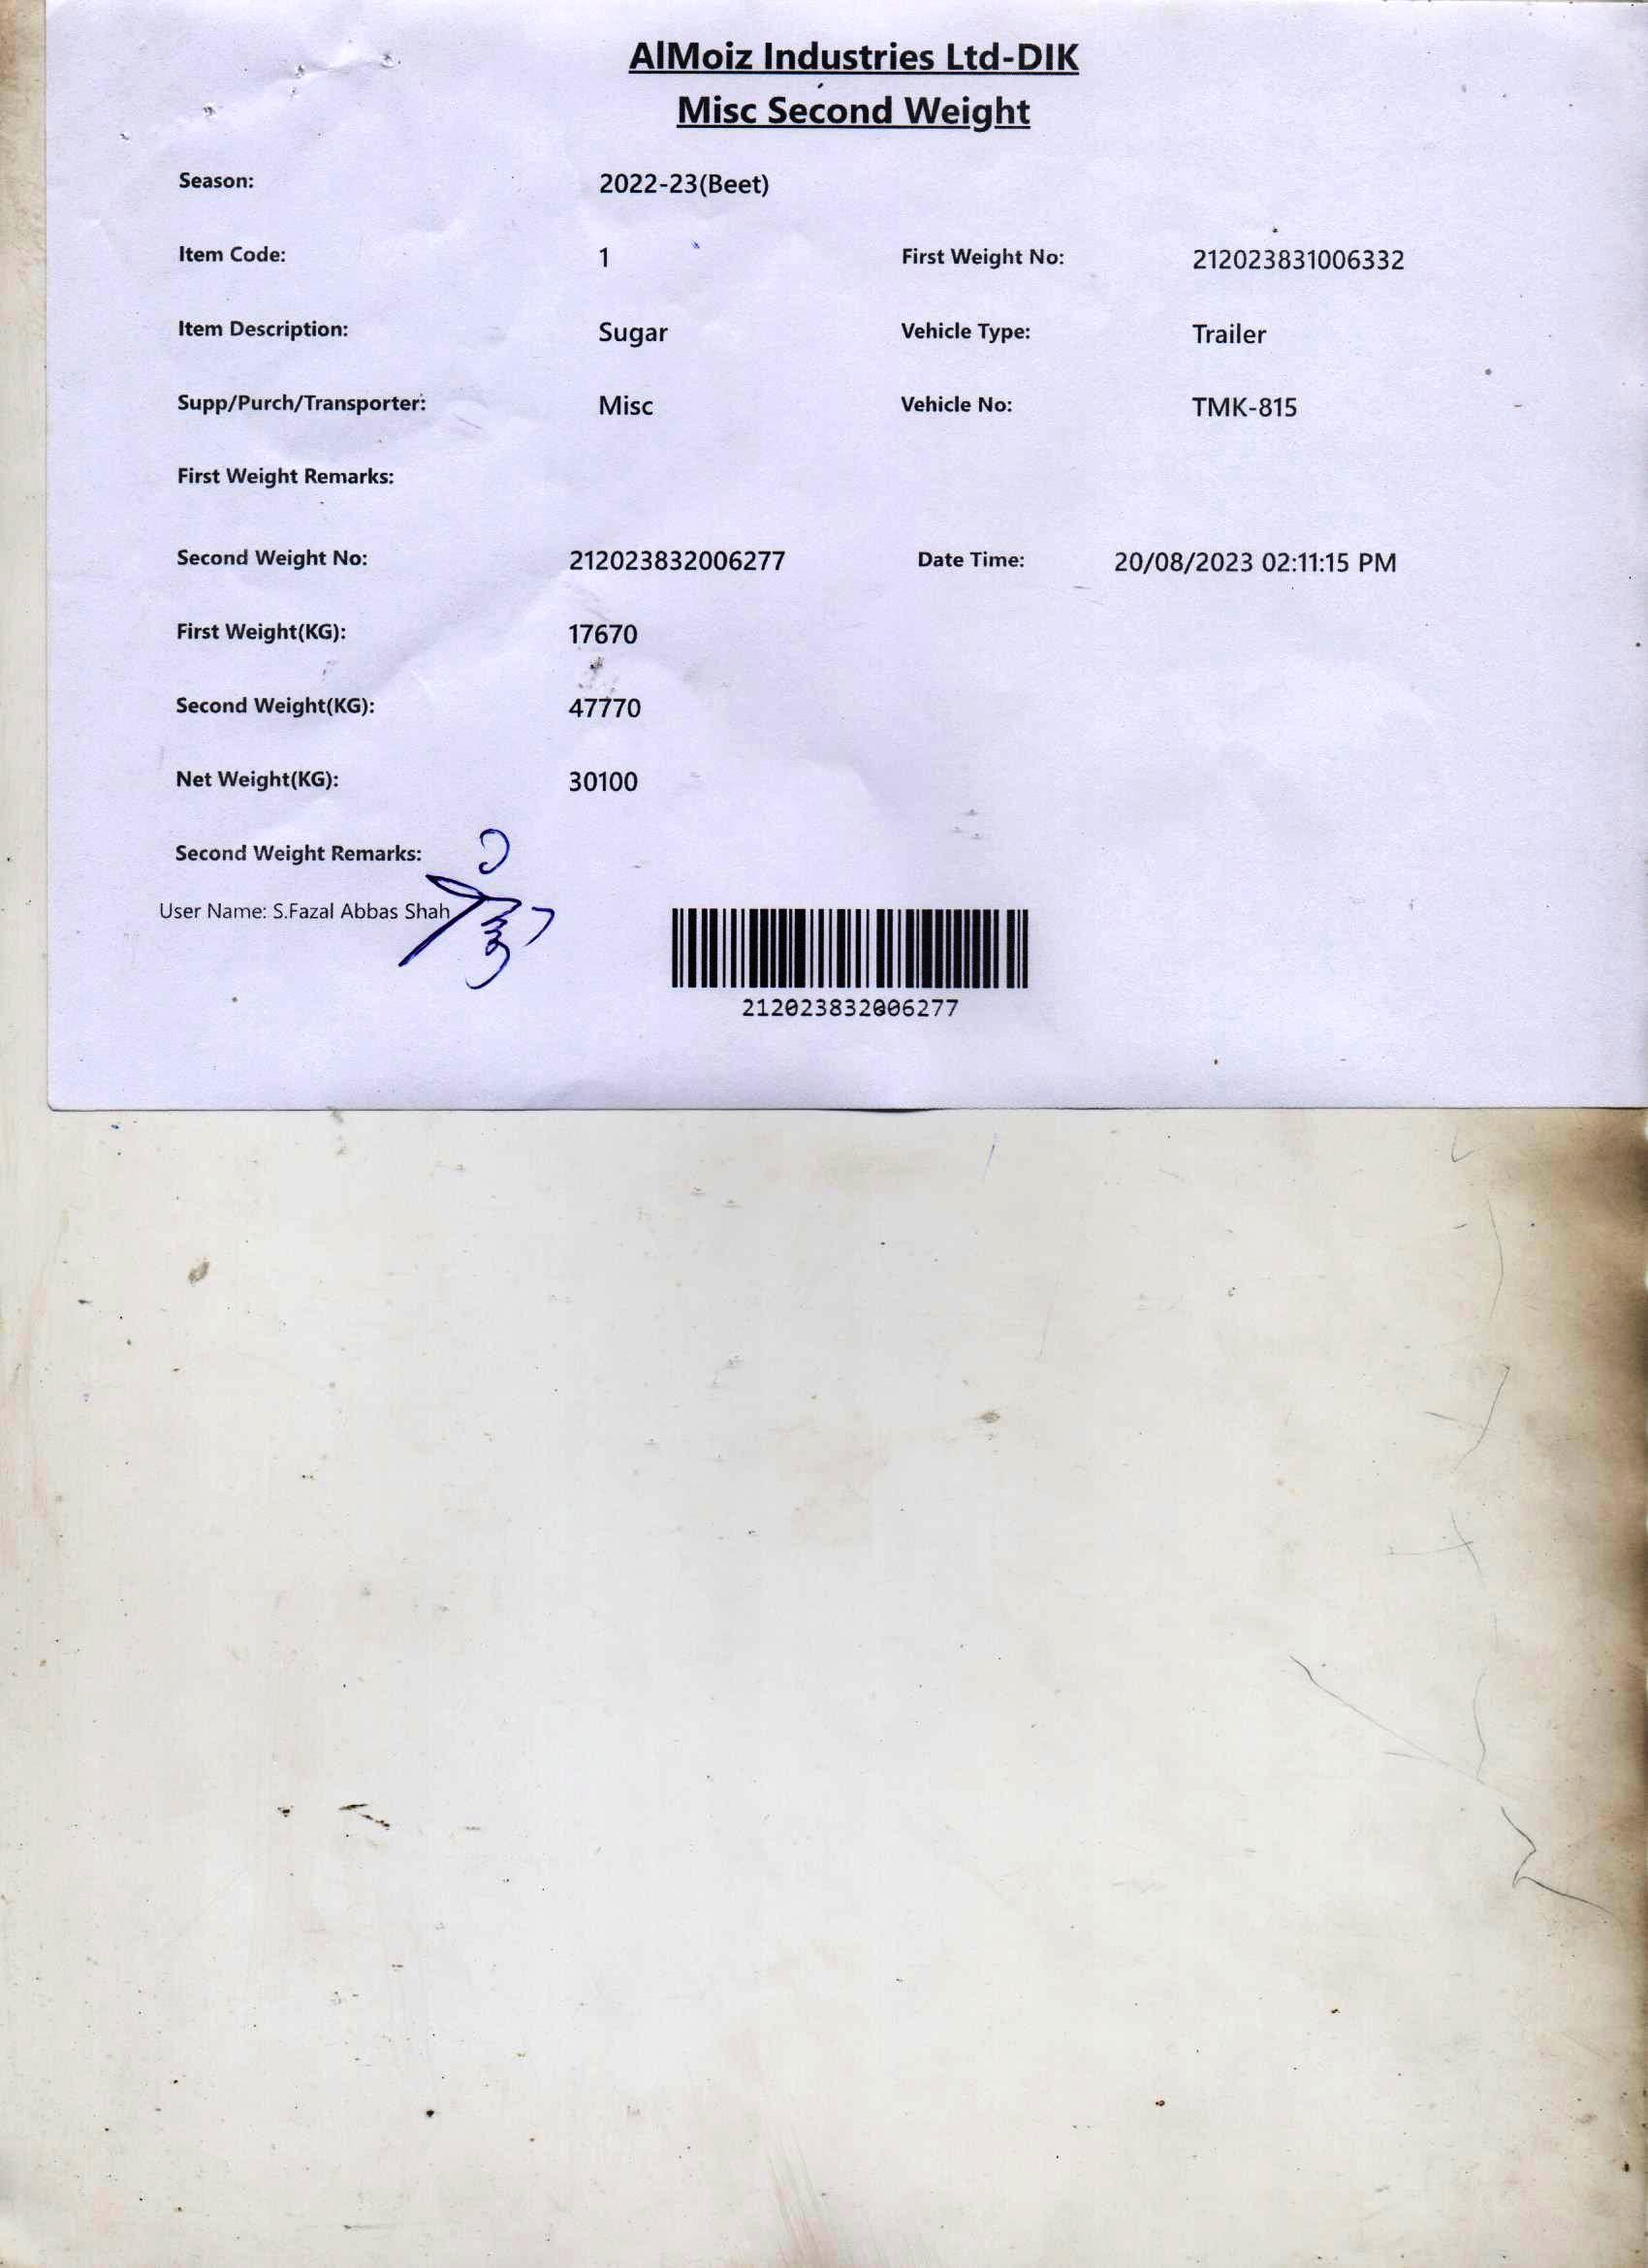 AlMoiz Industries Ltd-DIK
Misc Second Weight
Season: 2022-23(Beet)
Item Code: 1 First Weight No: 212023831006332
Item Description: Sugar Vehicle Type: Trailer
Supp/Purch/Transporter: Misc Vehicle No: TMK-815
First Weight Remarks:
Second Weight No: 212023832006277 Date Time: 20/08/2023 02:11:15 PM
First Weight(KG): 17670
Second Weight(KG): 47770
Net Weight(KG): 30100
Second Weight Remarks:
User Name: S.Fazal Abbas Shah
212023832006277